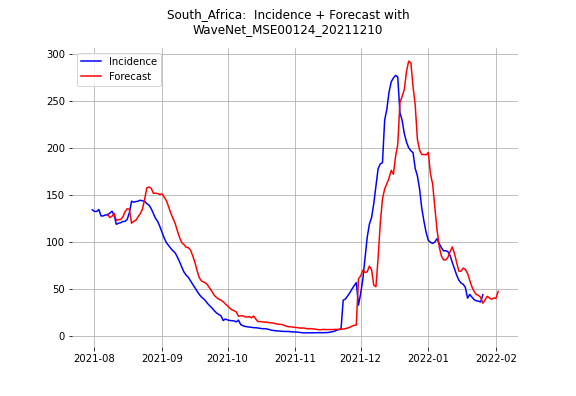 South_Africa:  Incidence + Forecast with
WaveNet_MSE00124_20211210
Incidence
Forecast
300
250
200
150
100
50
0
2021-08 2021-09 2021-10 2021-11 2021-12 2022-01 2022-02